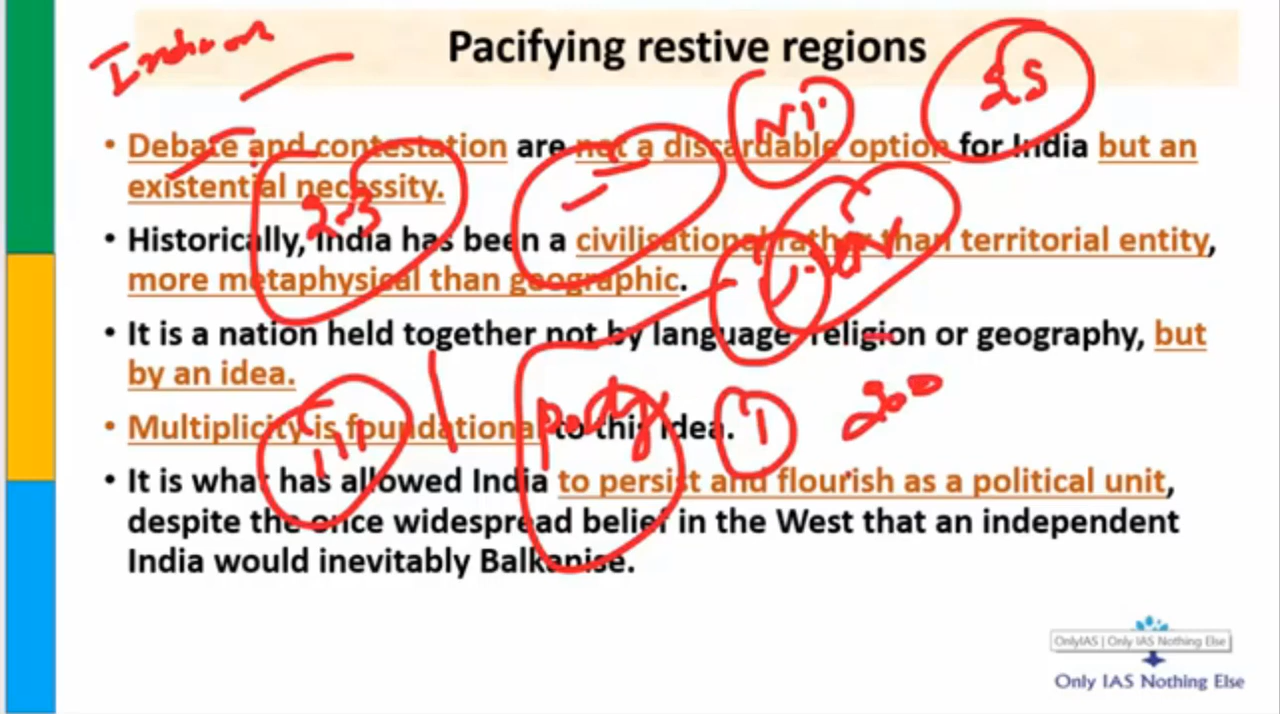 Pacifying restive regions
25
• Debate and contestation are not a discardable option for India but an
existential necessity.
2-3
• Historically, India has been a civilisational rather than territorial entity,
more metaphysical than geographic.
• It is a nation held together not by language religion or geography, but
by an idea.
200
• Multiplicity is foundational to this idea.
• It is what has allowed India to persist and flourish as a political unit,
despite the once widespread belief in the West that an independent
India would inevitably Balkanise.
OnlyIAS | Only IAS Nothing Else
Only IAS Nothing Else